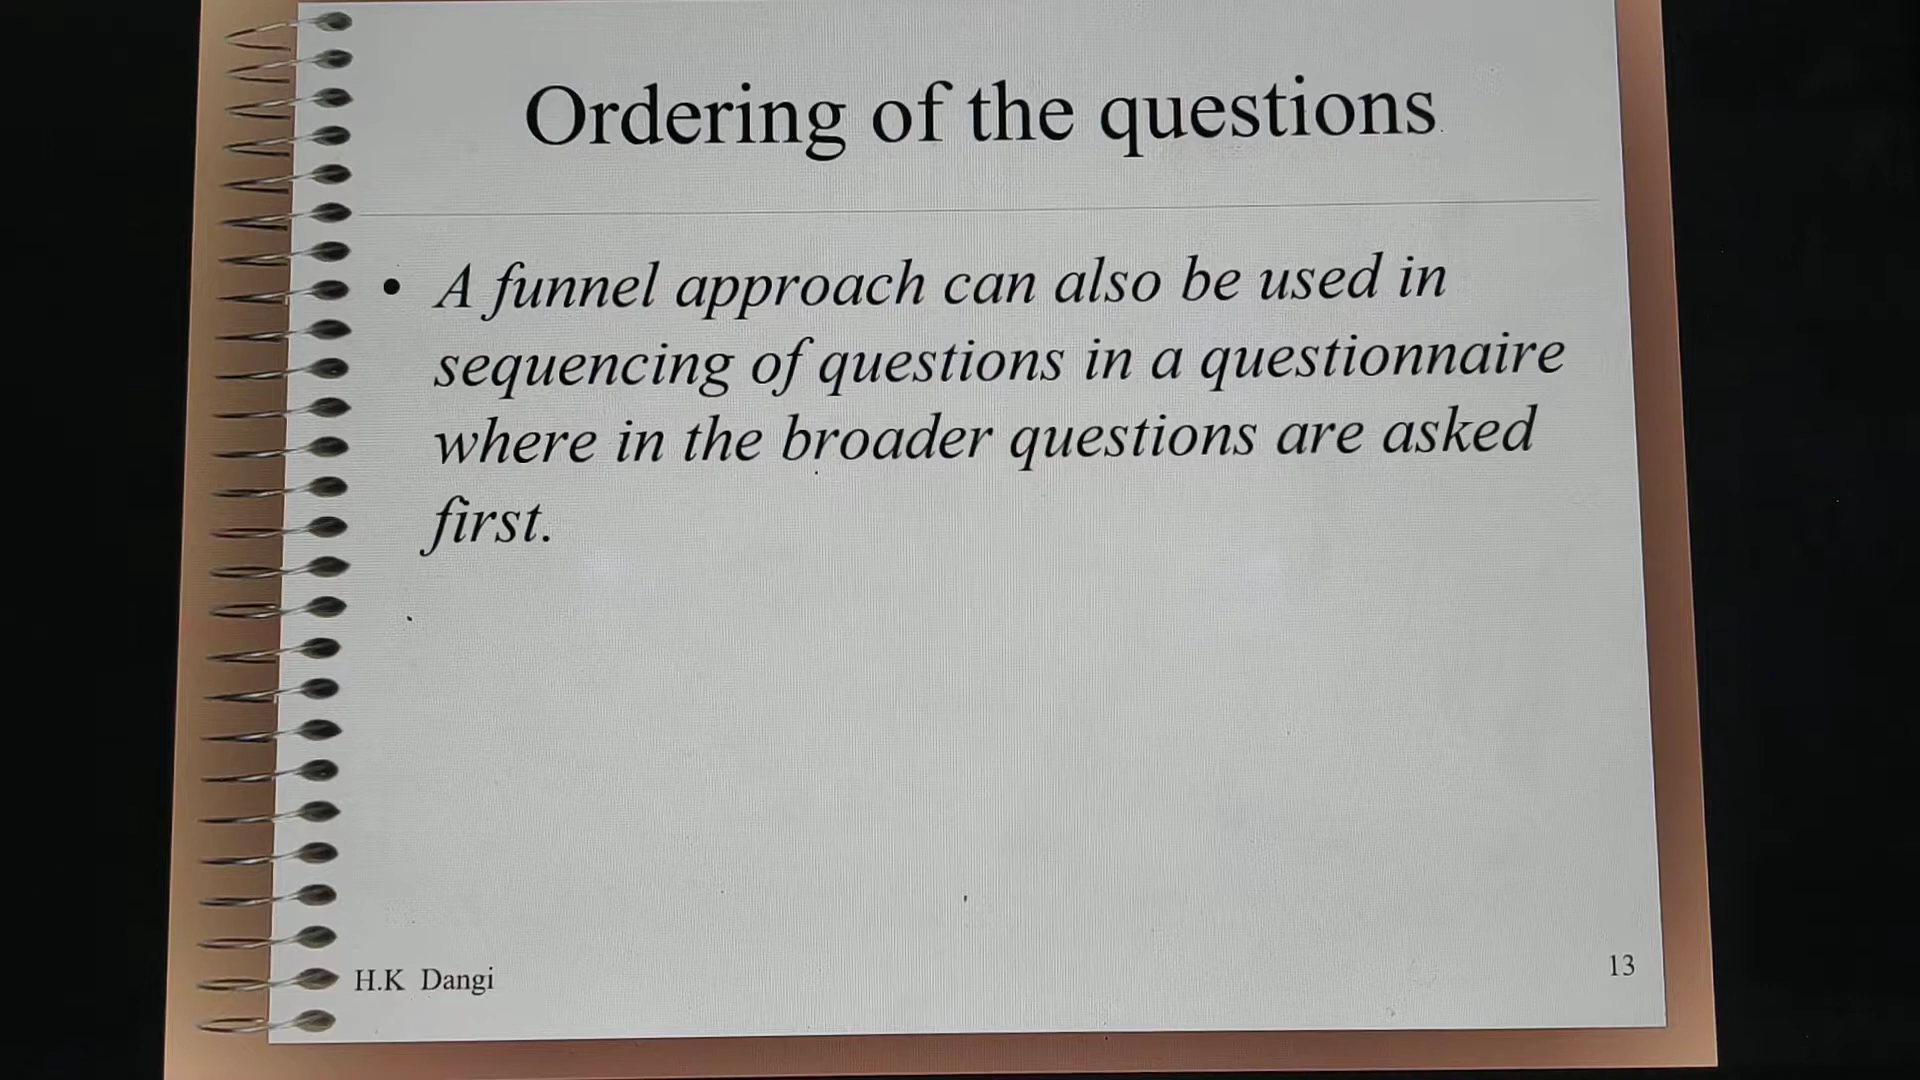 Ordering of the questions
• A funnel approach can also be used in
sequencing of questions in a questionnaire
where in the broader questions are asked
first.
H.K Dangi
13